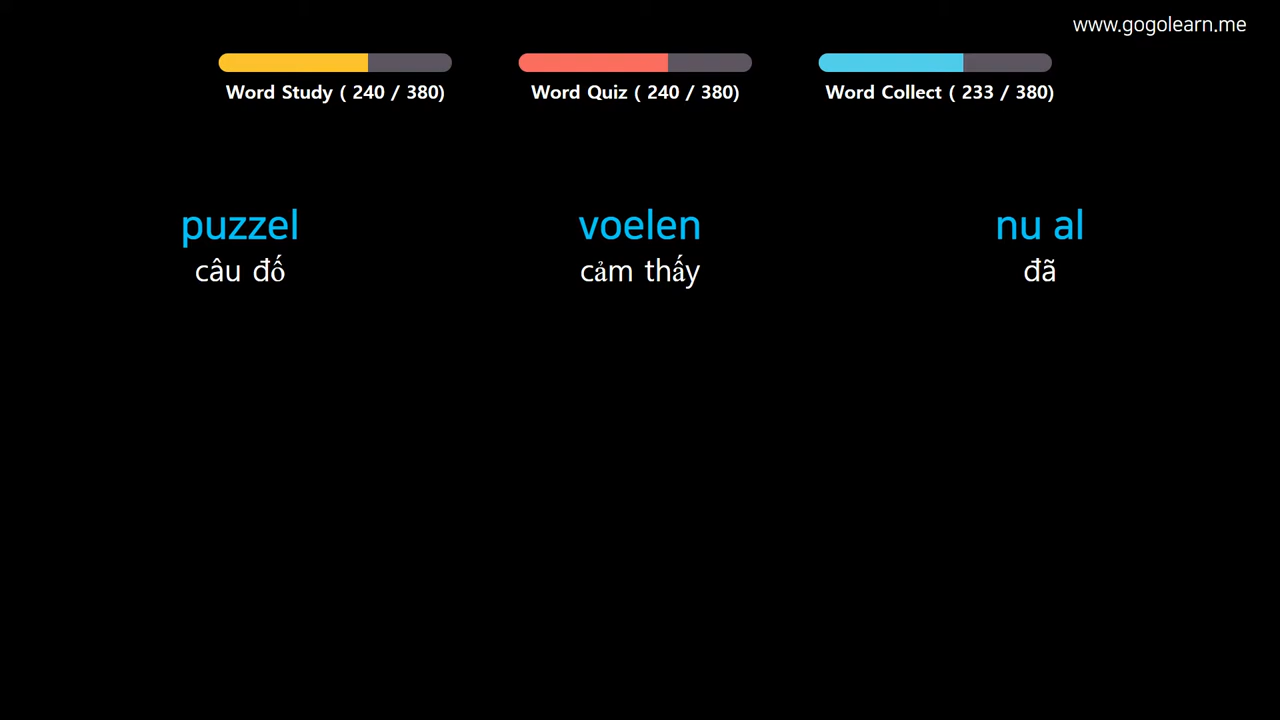 www.gogolearn.me
Word Study ( 240 / 380)
Word Quiz ( 240 / 380)
Word Collect ( 233 / 380)
puzzel
câu đố
voelen
cảm thấy
nu al
đã